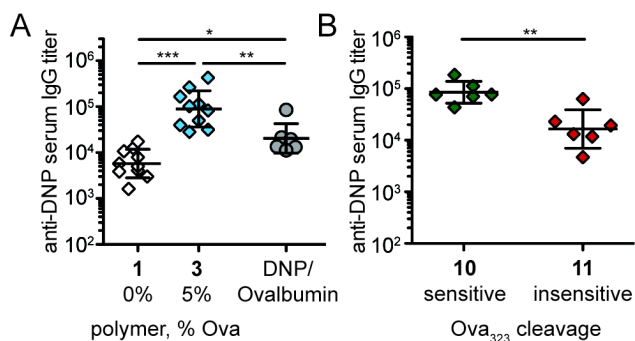 A
anti-DNP serum IgG titer
10⁶
10⁵
10⁴
10³
10²
*
*** **
1 3 DNP/
0% 5% Ovalbumin
polymer, % Ova
B
anti-DNP serum IgG titer
10⁶
10⁵
10⁴
10³
10²
**
10 11
sensitive insensitive
Ova₃₂₃ cleavage